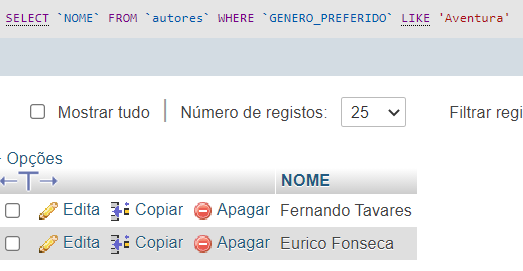 SELECT `NOME` FROM `autores` WHERE `GENERO_PREFERIDO` LIKE 'Aventura'
Mostrar tudo | Número de registos: 25 Filtrar regi
Opções
←T→ NOME
Edita Copiar Apagar Fernando Tavares
Edita Copiar Apagar Eurico Fonseca